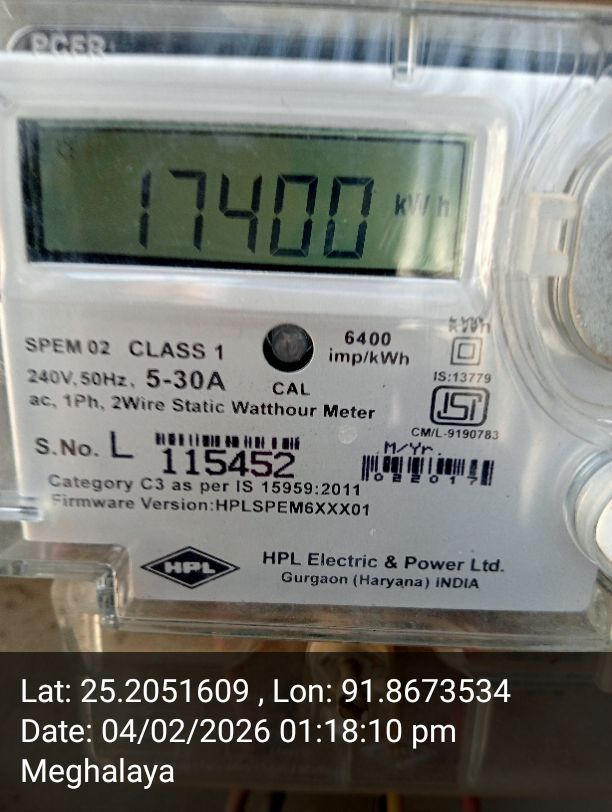 17400 kWh
SPEM 02 CLASS 1
6400
imp/kWh
240V, 50Hz, 5-30A
CAL
IS:13779
ac, 1Ph, 2Wire Static Watthour Meter
ISI
CM/L-9190783
S.No. L 115452
M/Yr.
022017
Category C3 as per IS 15959:2011
Firmware Version:HPLSPEM6XXX01
HPL
HPL Electric & Power Ltd.
Gurgaon (Haryana) INDIA
Lat: 25.2051609 , Lon: 91.8673534
Date: 04/02/2026 01:18:10 pm
Meghalaya